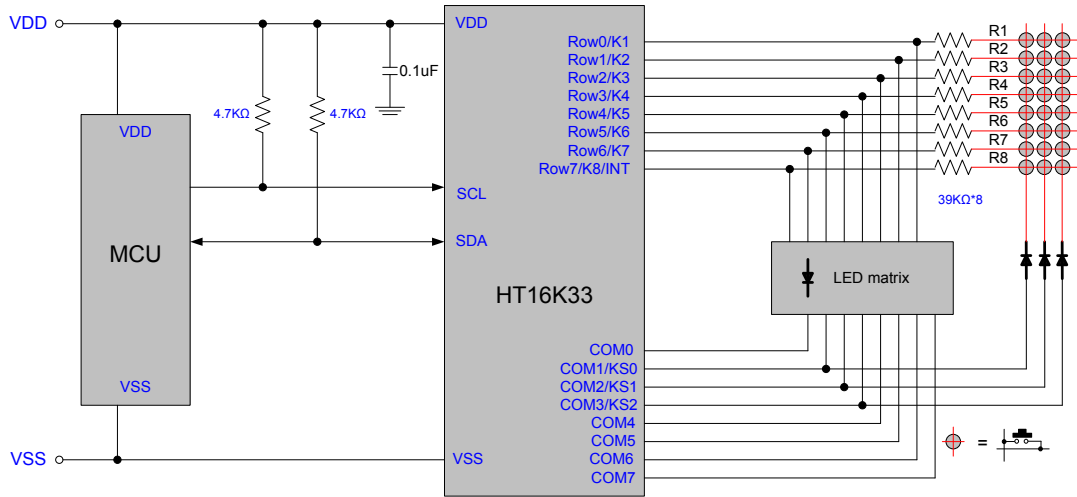 VDD
VDD
0.1uF
4.7KΩ
4.7KΩ
VDD
MCU
VSS
VSS
SCL
SDA
HT16K33
VSS
Row0/K1
Row1/K2
Row2/K3
Row3/K4
Row4/K5
Row5/K6
Row6/K7
Row7/K8/INT
R1
R2
R3
R4
R5
R6
R7
R8
39KΩ*8
LED matrix
COM0
COM1/KS0
COM2/KS1
COM3/KS2
COM4
COM5
COM6
COM7
=